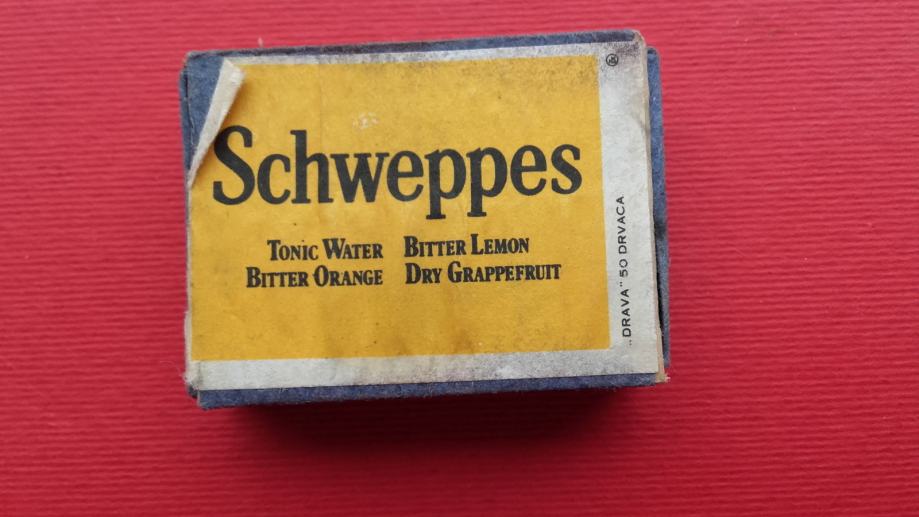 Schweppes
TONIC WATER BITTER LEMON
BITTER ORANGE DRY GRAPPEFRUIT
®
„DRAVA“ 50 DRVACA